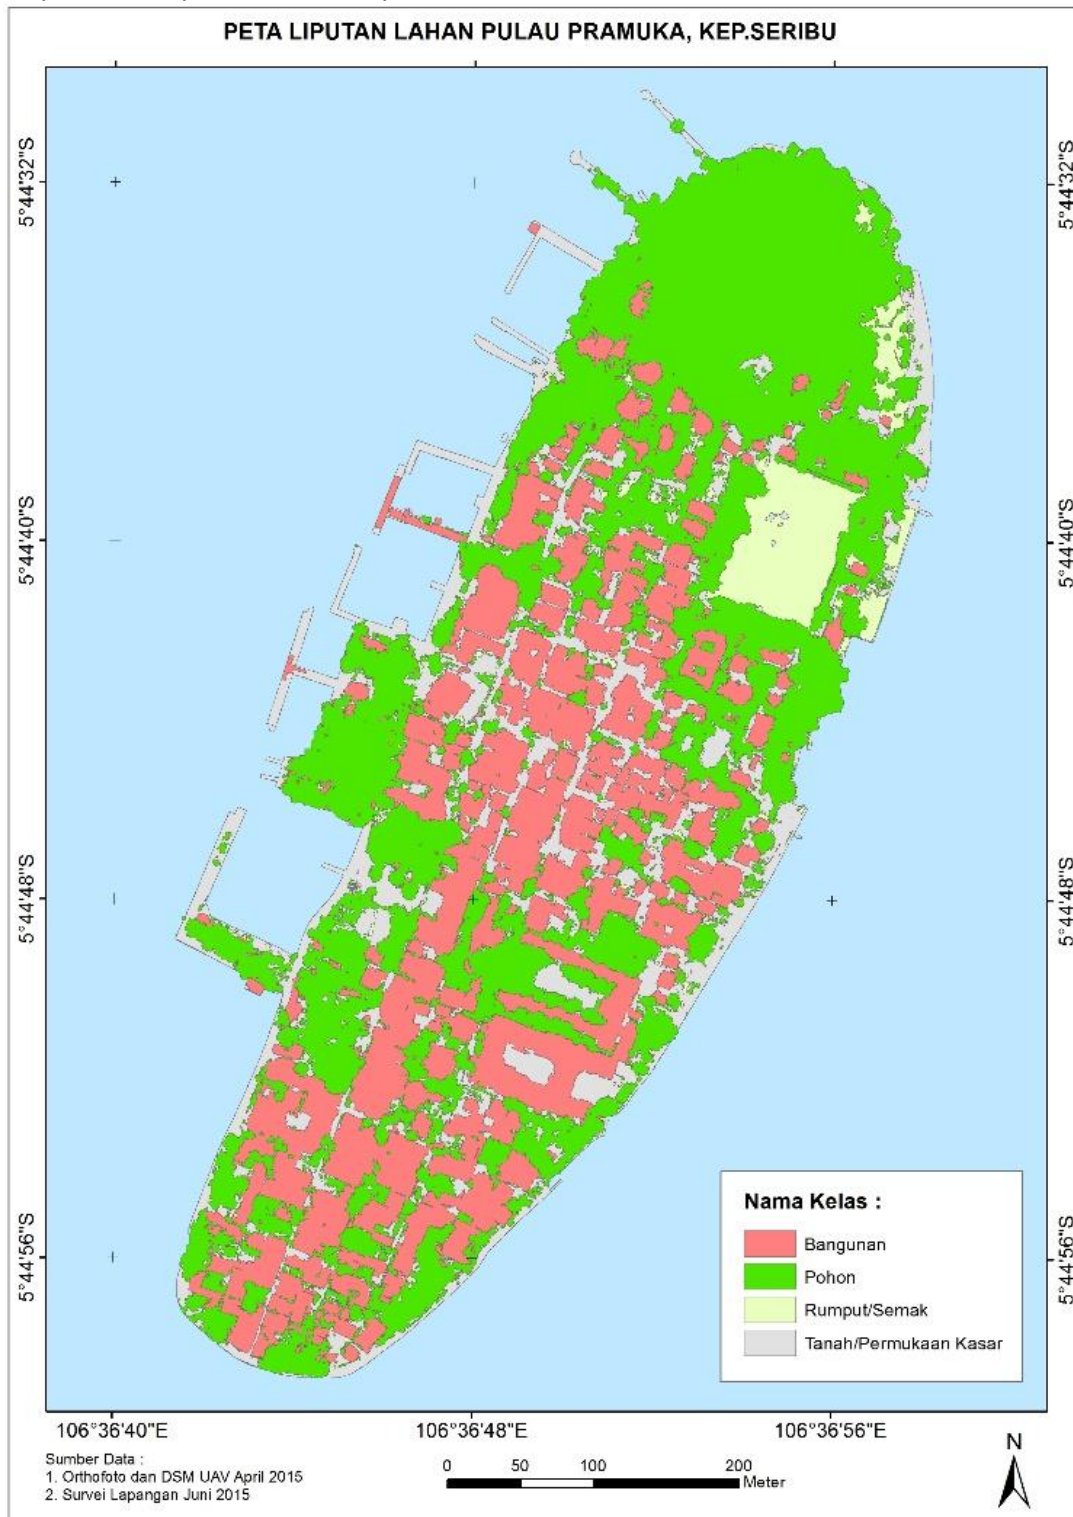 PETA LIPUTAN LAHAN PULAU PRAMUKA, KEP.SERIBU
5°44'32"S
5°44'32"S
5°44'40"S
5°44'40"S
5°44'48"S
5°44'48"S
5°44'56"S
5°44'56"S
Nama Kelas :
Bangunan
Pohon
Rumput/Semak
Tanah/Permukaan Kasar
106°36'40"E
106°36'48"E
106°36'56"E
Sumber Data :
1. Orthofoto dan DSM UAV April 2015
2. Survei Lapangan Juni 2015
0 50 100 200
Meter
N